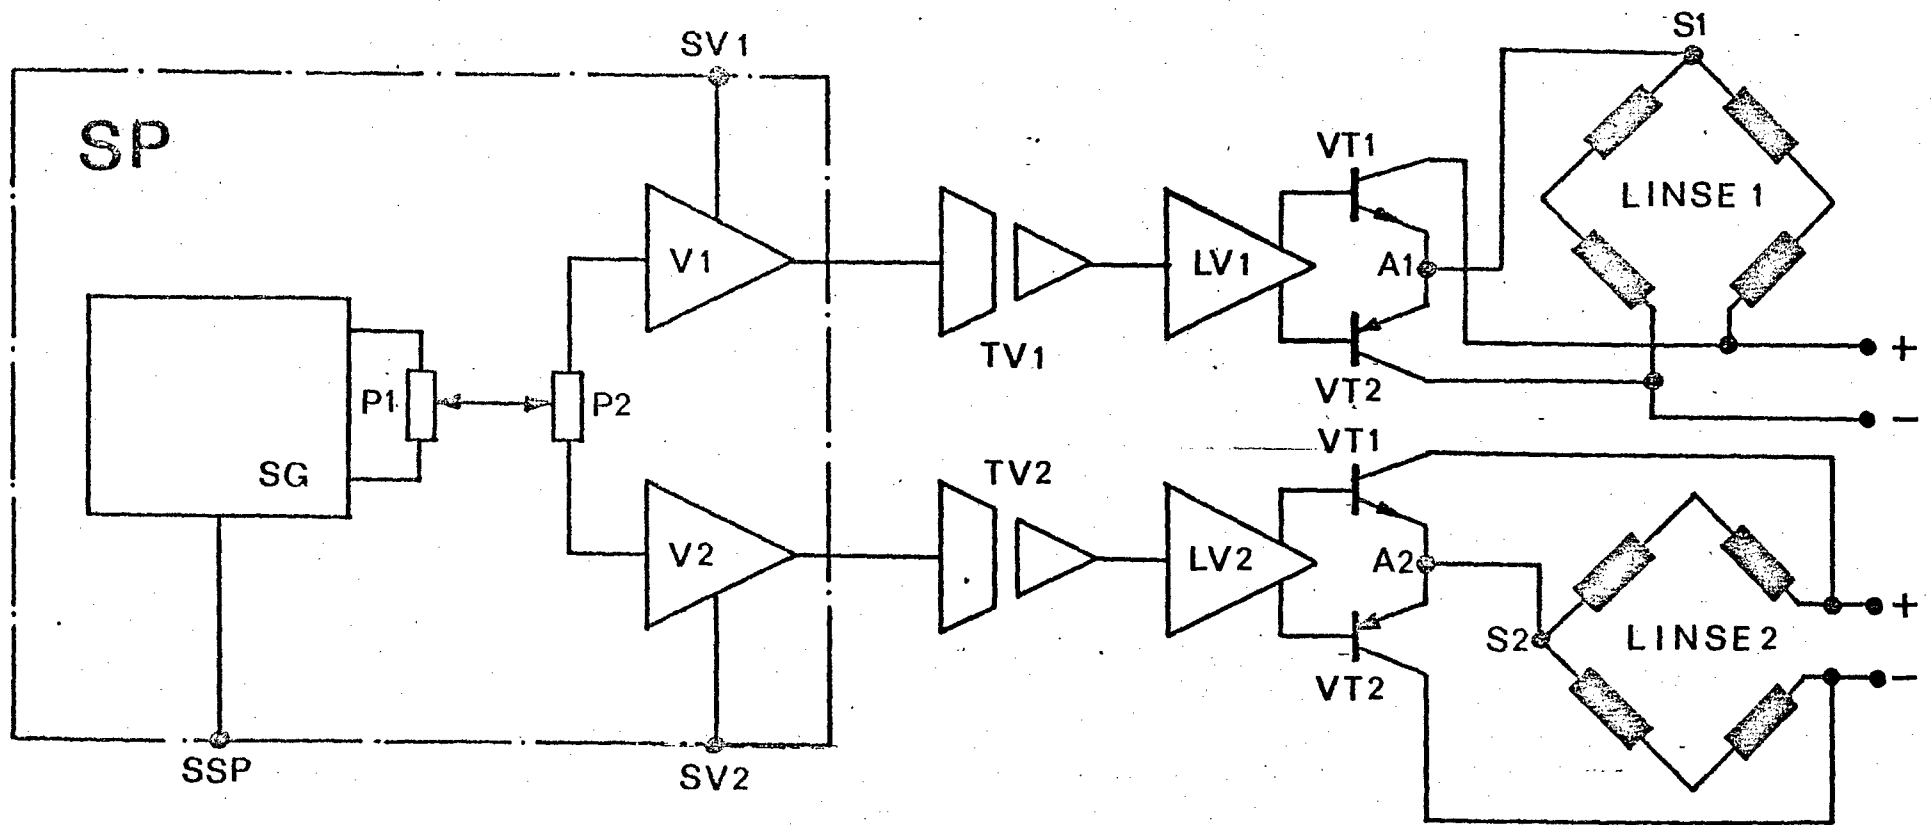 SV1
S1
SP
VT1
LINSE 1
V1
LV1
A1
TV1
+
P1
P2
VT2
−
VT1
SG
TV2
V2
LV2
A2
+
S2
LINSE 2
VT2
−
SSP
SV2